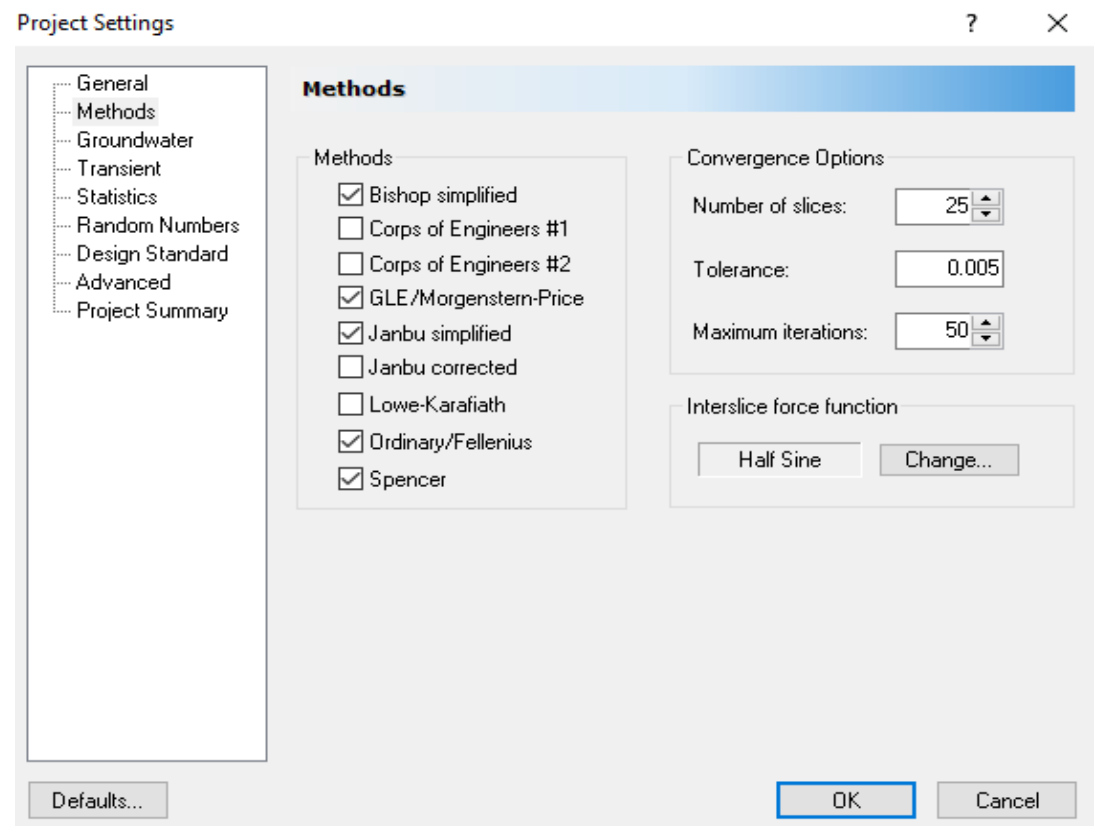 Project Settings
?
General
Methods
Groundwater
Transient
Statistics
Random Numbers
Design Standard
Advanced
Project Summary
Methods
Methods
Bishop simplified
Corps of Engineers #1
Corps of Engineers #2
GLE/Morgenstern-Price
Janbu simplified
Janbu corrected
Lowe-Karafiath
Ordinary/Fellenius
Spencer
Convergence Options
Number of slices: 25
Tolerance: 0.005
Maximum iterations: 50
Interslice force function
Half Sine Change...
Defaults... OK Cancel